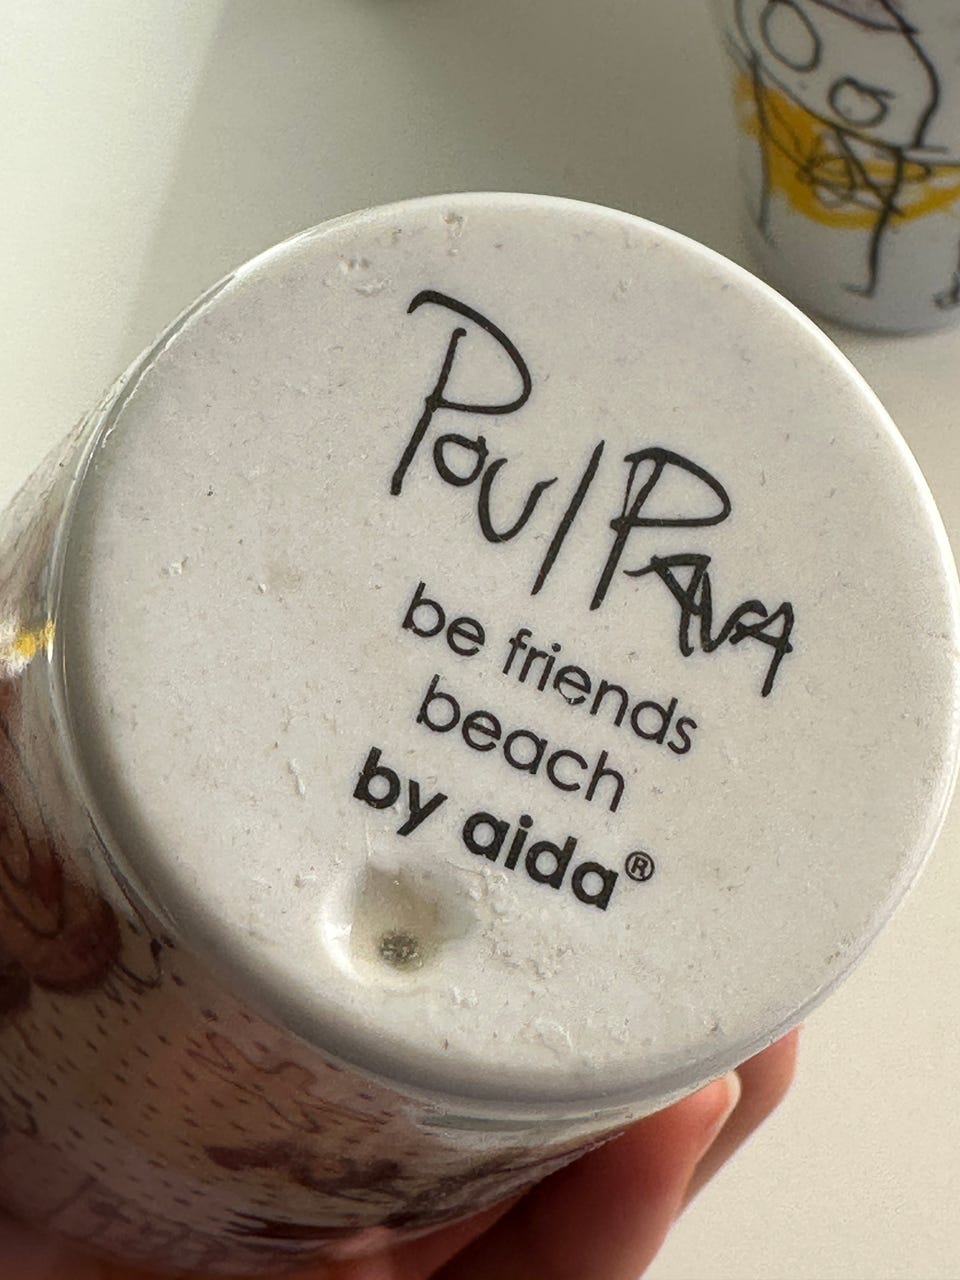 Poul Pava
be friends
beach
by aida®